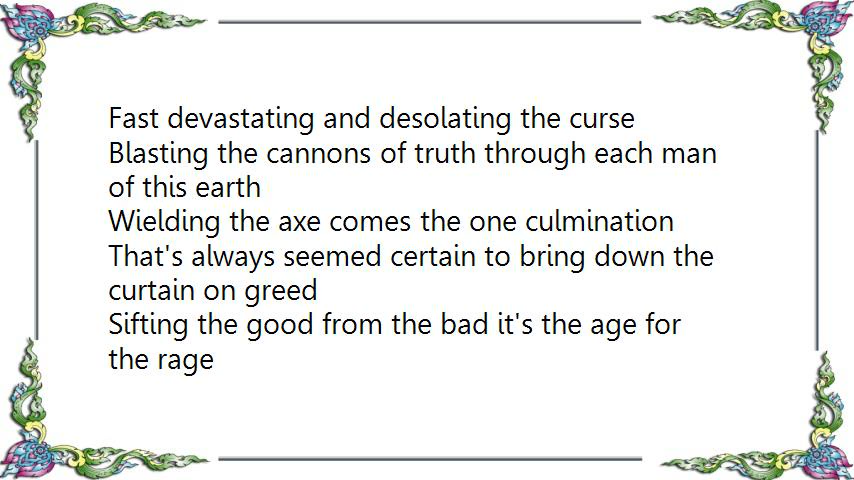 Fast devastating and desolating the curse
Blasting the cannons of truth through each man
of this earth
Wielding the axe comes the one culmination
That's always seemed certain to bring down the
curtain on greed
Sifting the good from the bad it's the age for
the rage